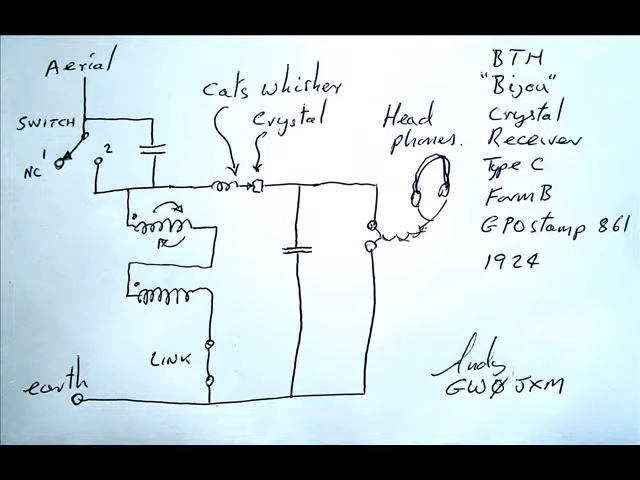 Aerial
SWITCH
1
2
NC
Cats whisker
crystal
Head
phones.
LINK
earth
BTH
"Bijou"
Crystal
Receiver
Type C
Form B
GPO stamp 861
1924
Andy
GWØJXM